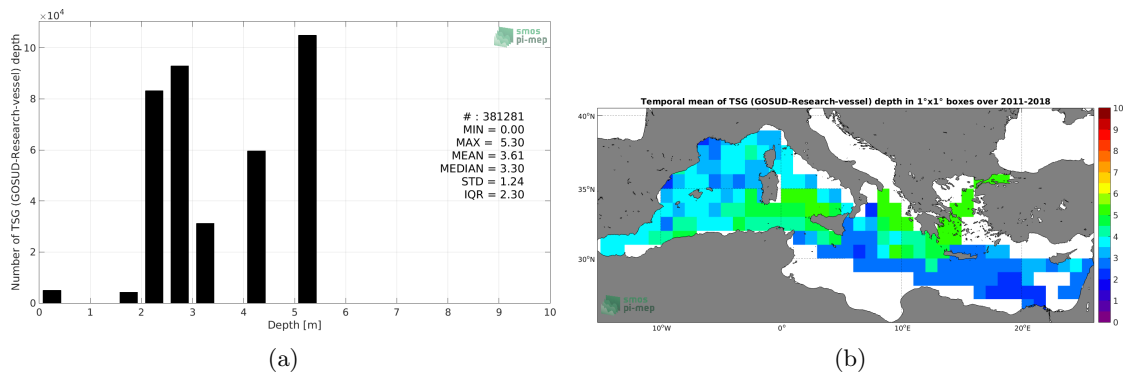 ×10⁴
10
8
6
4
2
0
Number of TSG (GOSUD-Research-vessel) depth
smos
pi-mep
# : 381281
MIN = 0.00
MAX = 5.30
MEAN = 3.61
MEDIAN = 3.30
STD = 1.24
IQR = 2.30
0 1 2 3 4 5 6 7 8 9 10
Depth [m]
(a)
Temporal mean of TSG (GOSUD-Research-vessel) depth in 1°x1° boxes over 2011-2018
40°N
35°N
30°N
smos
pi-mep
10°W 0° 10°E 20°E
10
9
8
7
6
5
4
3
2
1
0
(b)